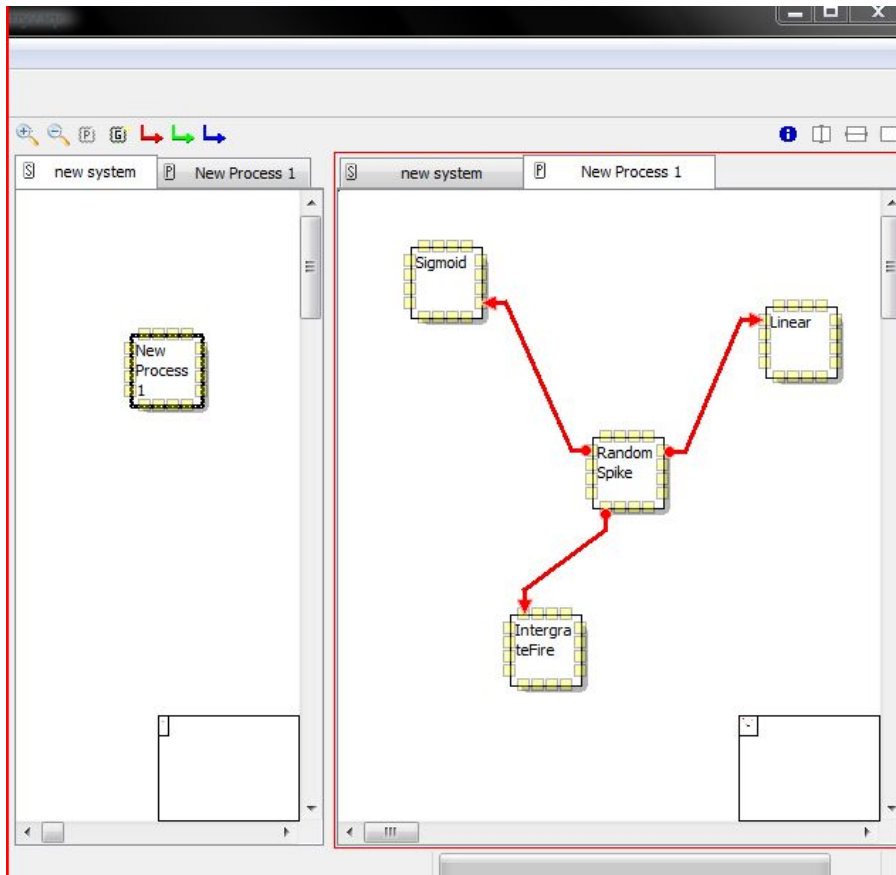 P G
S new system P New Process 1
S new system P New Process 1
Sigmoid
Linear
New
Process
1
Random
Spike
Intergra
teFire